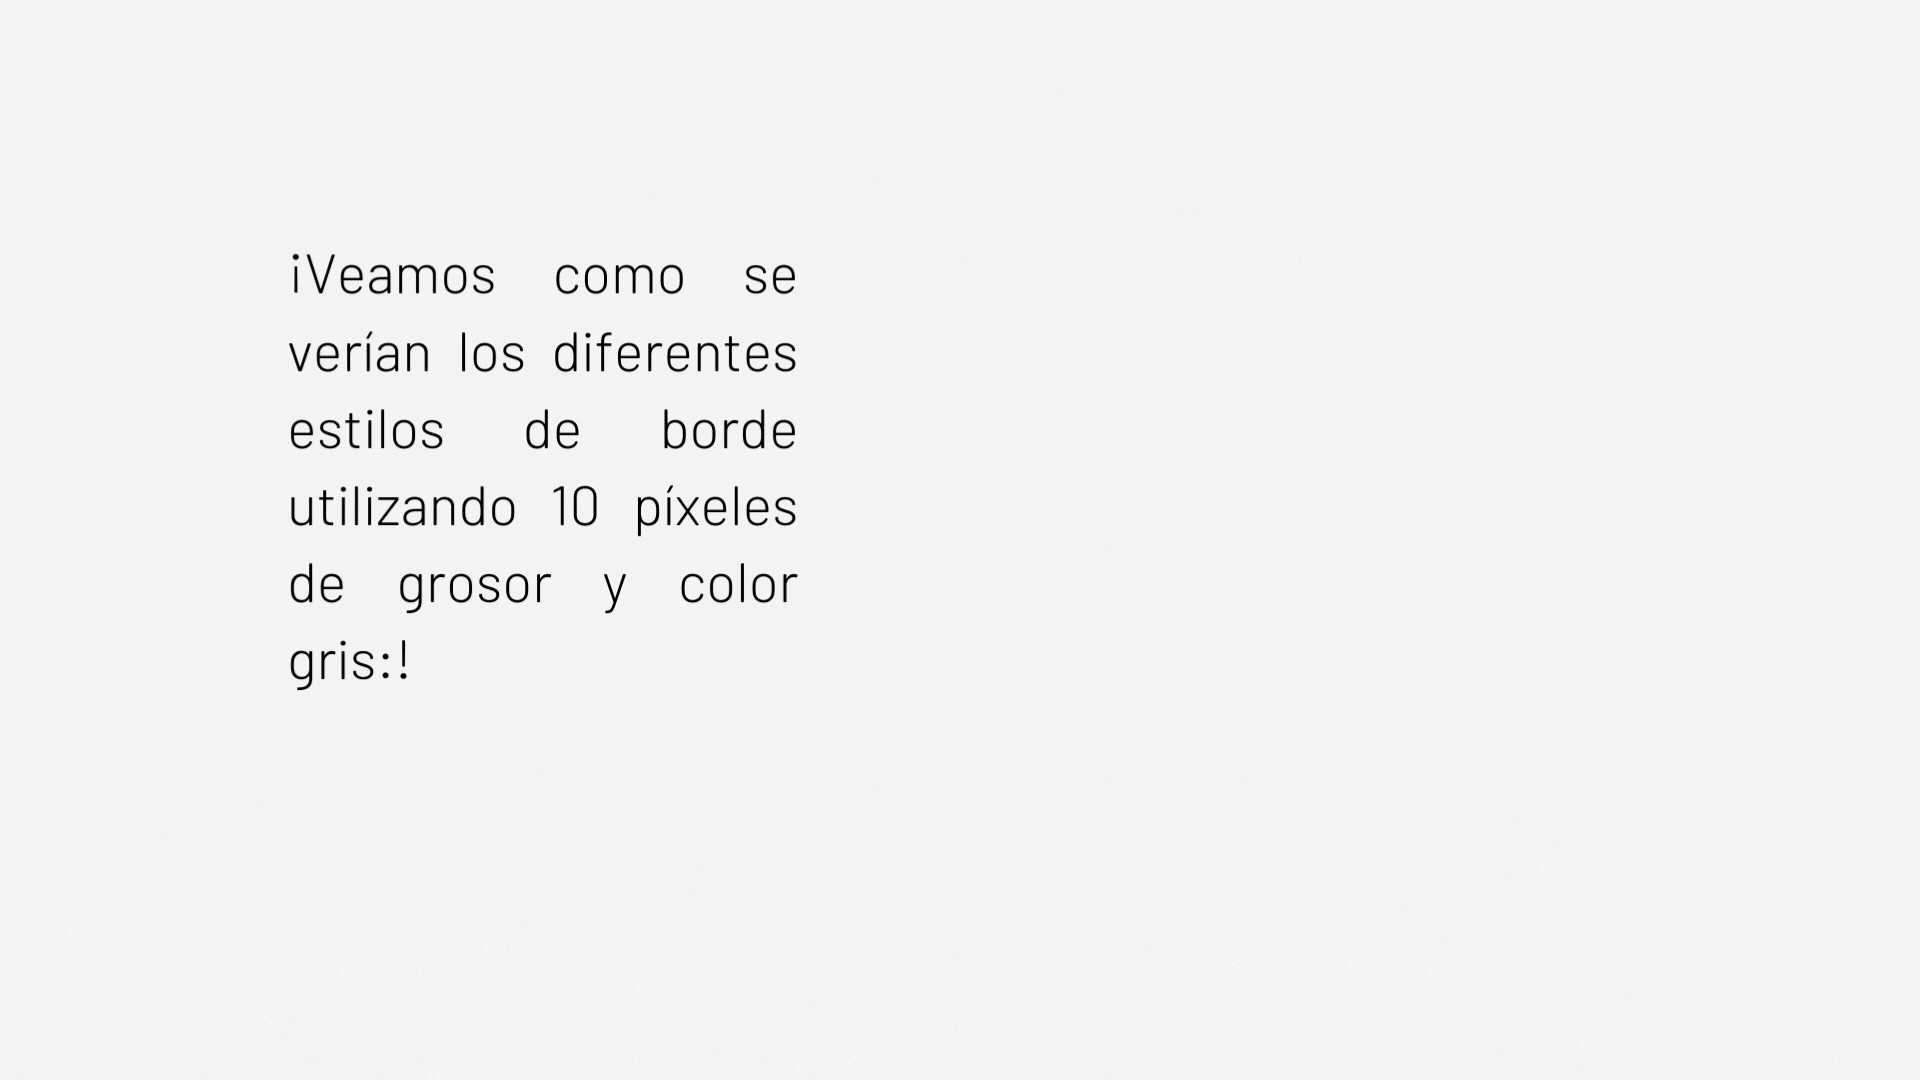 ¡Veamos como se
verían los diferentes
estilos de borde
utilizando 10 píxeles
de grosor y color
gris:!